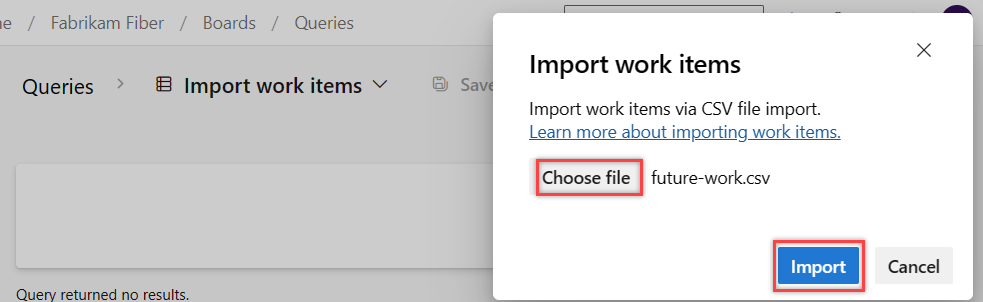 / Fabrikam Fiber / Boards / Queries
Queries > Import work items Save
Query returned no results.
Import work items
Import work items via CSV file import.
Learn more about importing work items.
Choose file future-work.csv
Import Cancel